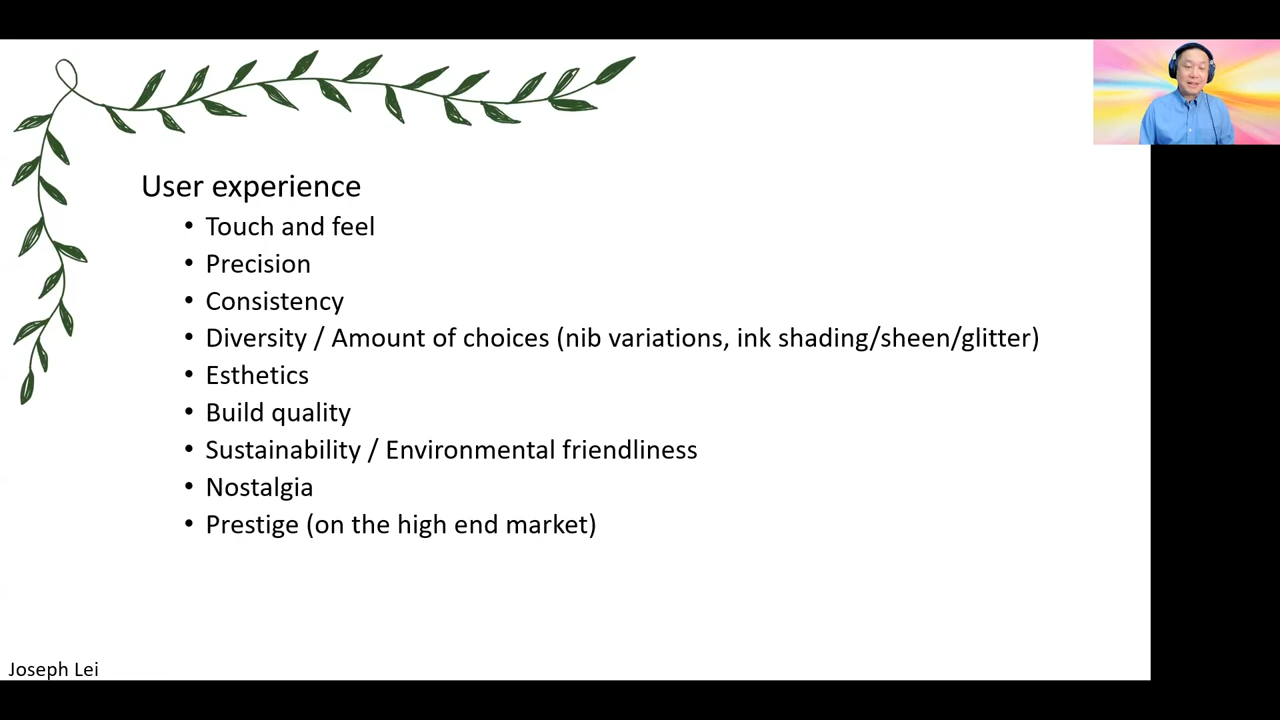 User experience
• Touch and feel
• Precision
• Consistency
• Diversity / Amount of choices (nib variations, ink shading/sheen/glitter)
• Esthetics
• Build quality
• Sustainability / Environmental friendliness
• Nostalgia
• Prestige (on the high end market)
Joseph Lei